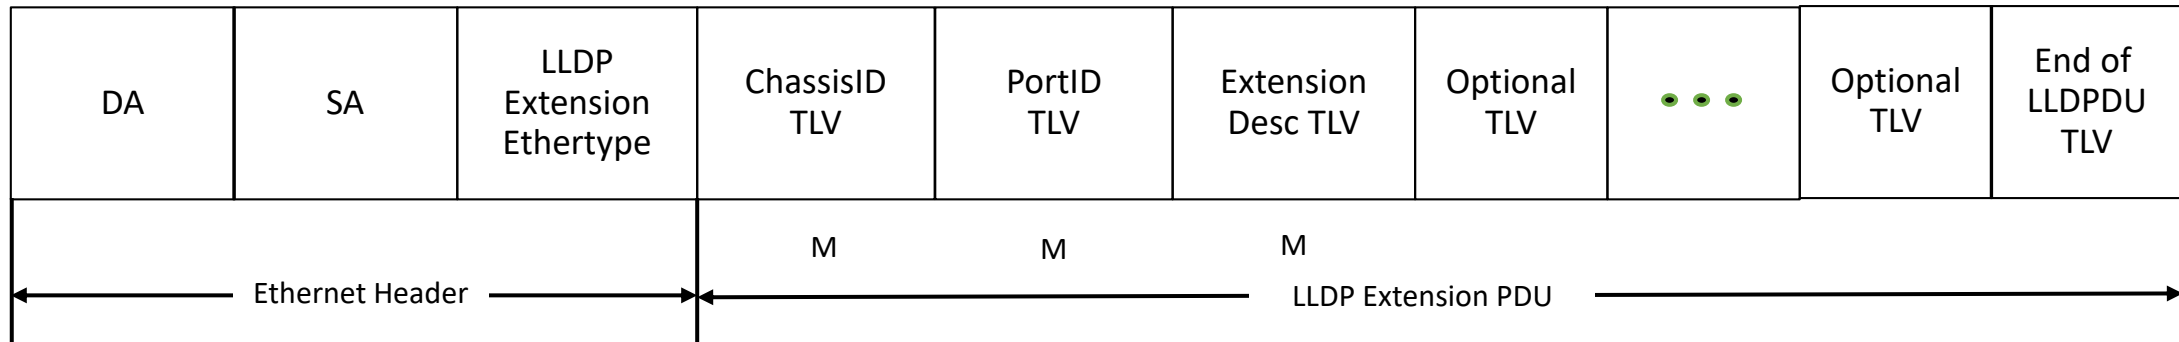 DA
SA
LLDP
Extension
Ethertype
ChassisID
TLV
PortID
TLV
Extension
Desc TLV
Optional
TLV
Optional
TLV
End of
LLDPDU
TLV
M
M
M
Ethernet Header
LLDP Extension PDU